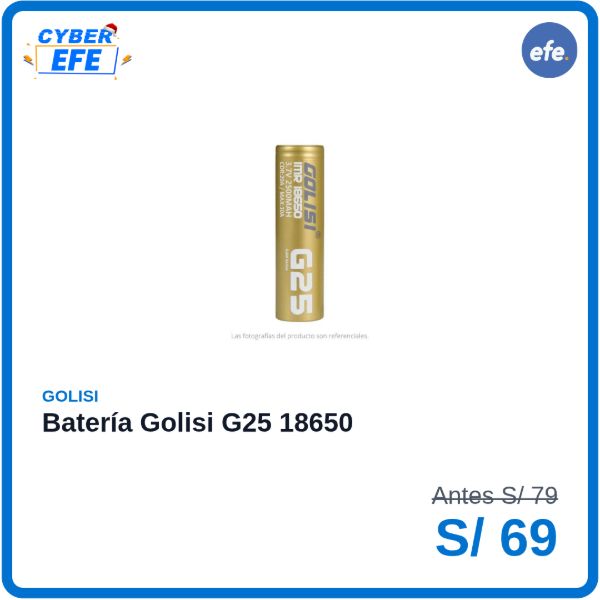 CYBER
EFE
efe.
GOLISI
IMR 18650
3.7V 2500MAH
G25
Las fotografías del producto son referenciales.
GOLISI
Batería Golisi G25 18650
Antes S/ 79
S/ 69